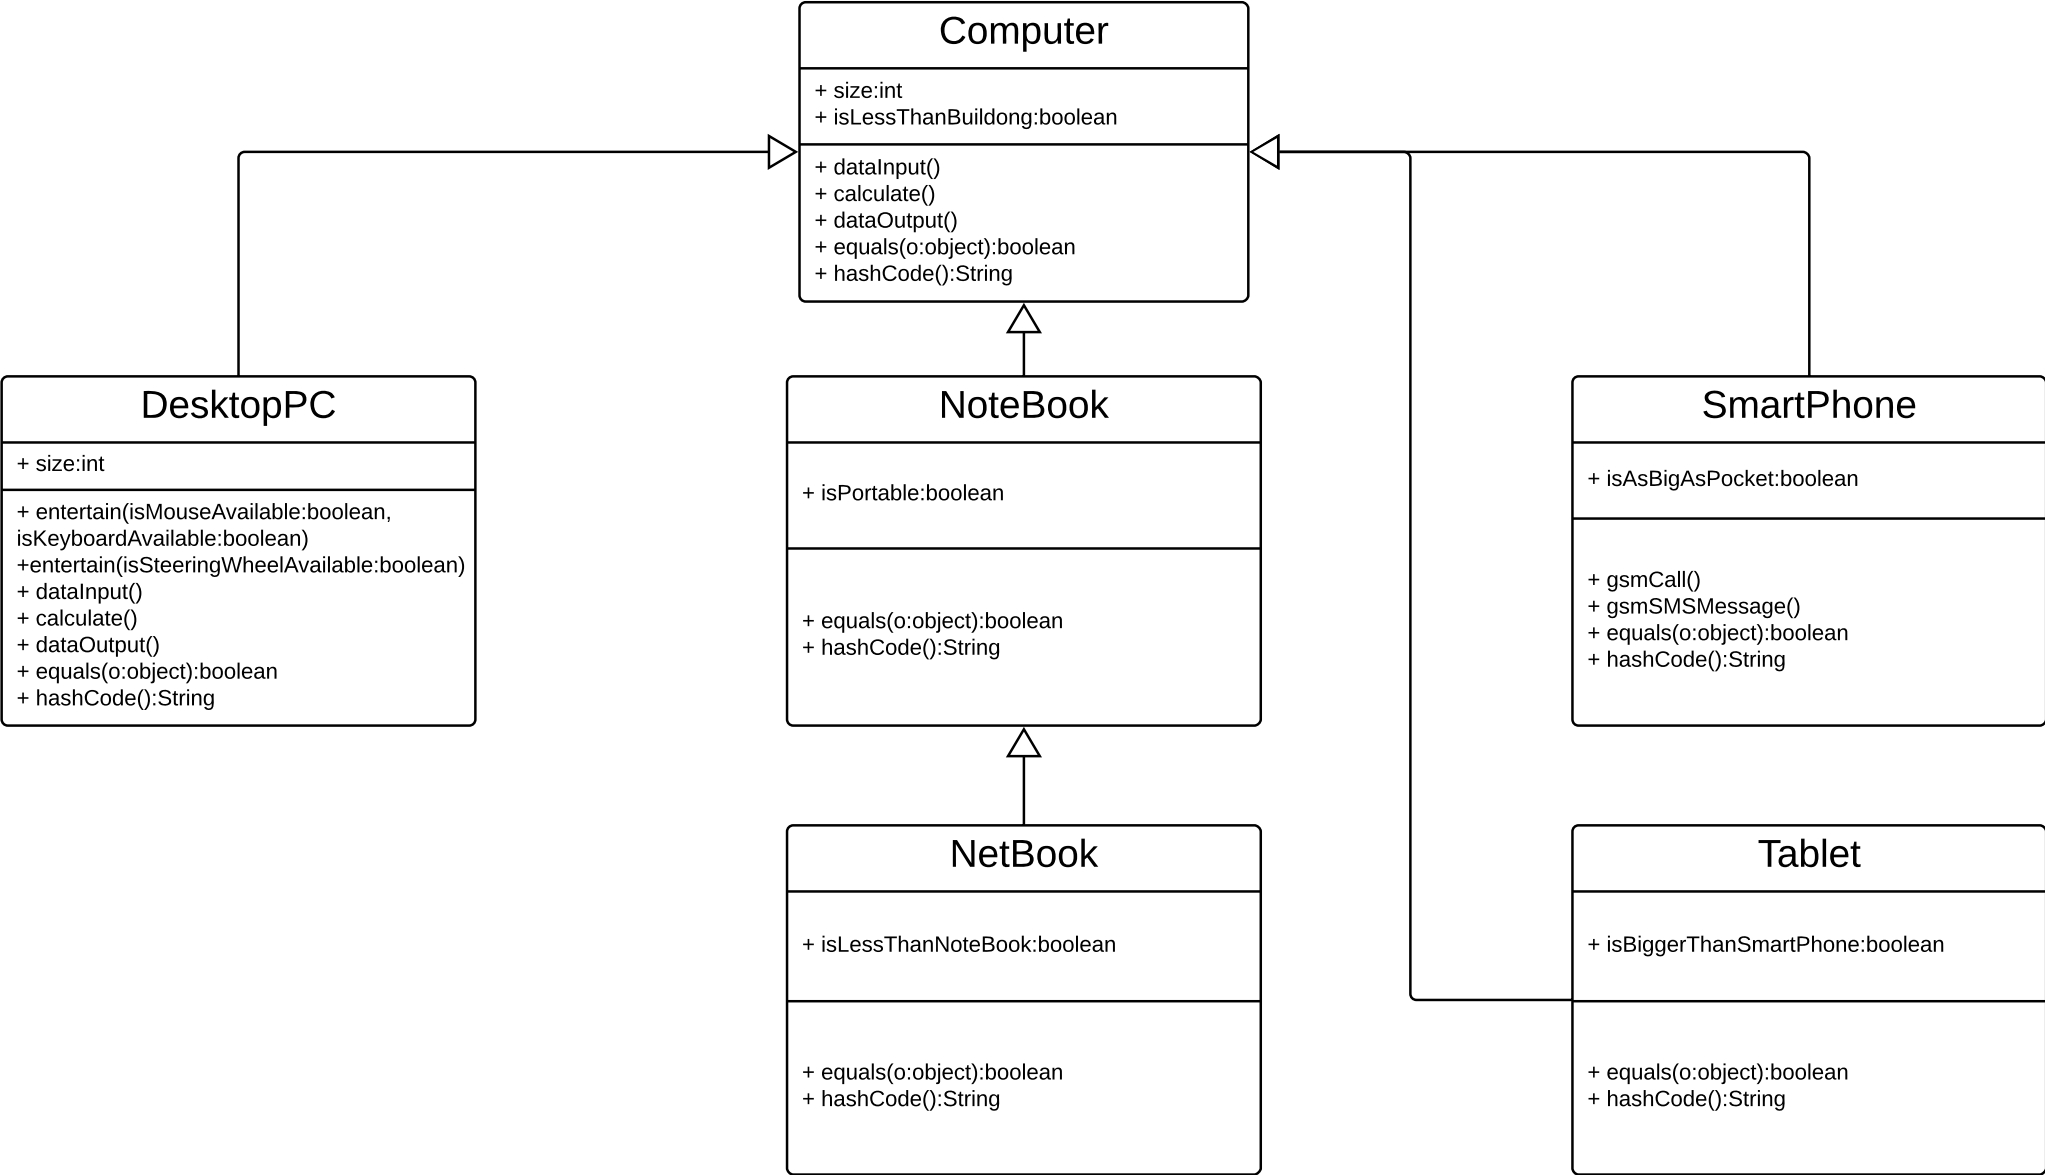 Computer
+ size:int
+ isLessThanBuildong:boolean
+ dataInput()
+ calculate()
+ dataOutput()
+ equals(o:object):boolean
+ hashCode():String
DesktopPC
+ size:int
+ entertain(isMouseAvailable:boolean,
isKeyboardAvailable:boolean)
+entertain(isSteeringWheelAvailable:boolean)
+ dataInput()
+ calculate()
+ dataOutput()
+ equals(o:object):boolean
+ hashCode():String
NoteBook
+ isPortable:boolean
+ equals(o:object):boolean
+ hashCode():String
SmartPhone
+ isAsBigAsPocket:boolean
+ gsmCall()
+ gsmSMSMessage()
+ equals(o:object):boolean
+ hashCode():String
NetBook
+ isLessThanNoteBook:boolean
+ equals(o:object):boolean
+ hashCode():String
Tablet
+ isBiggerThanSmartPhone:boolean
+ equals(o:object):boolean
+ hashCode():String